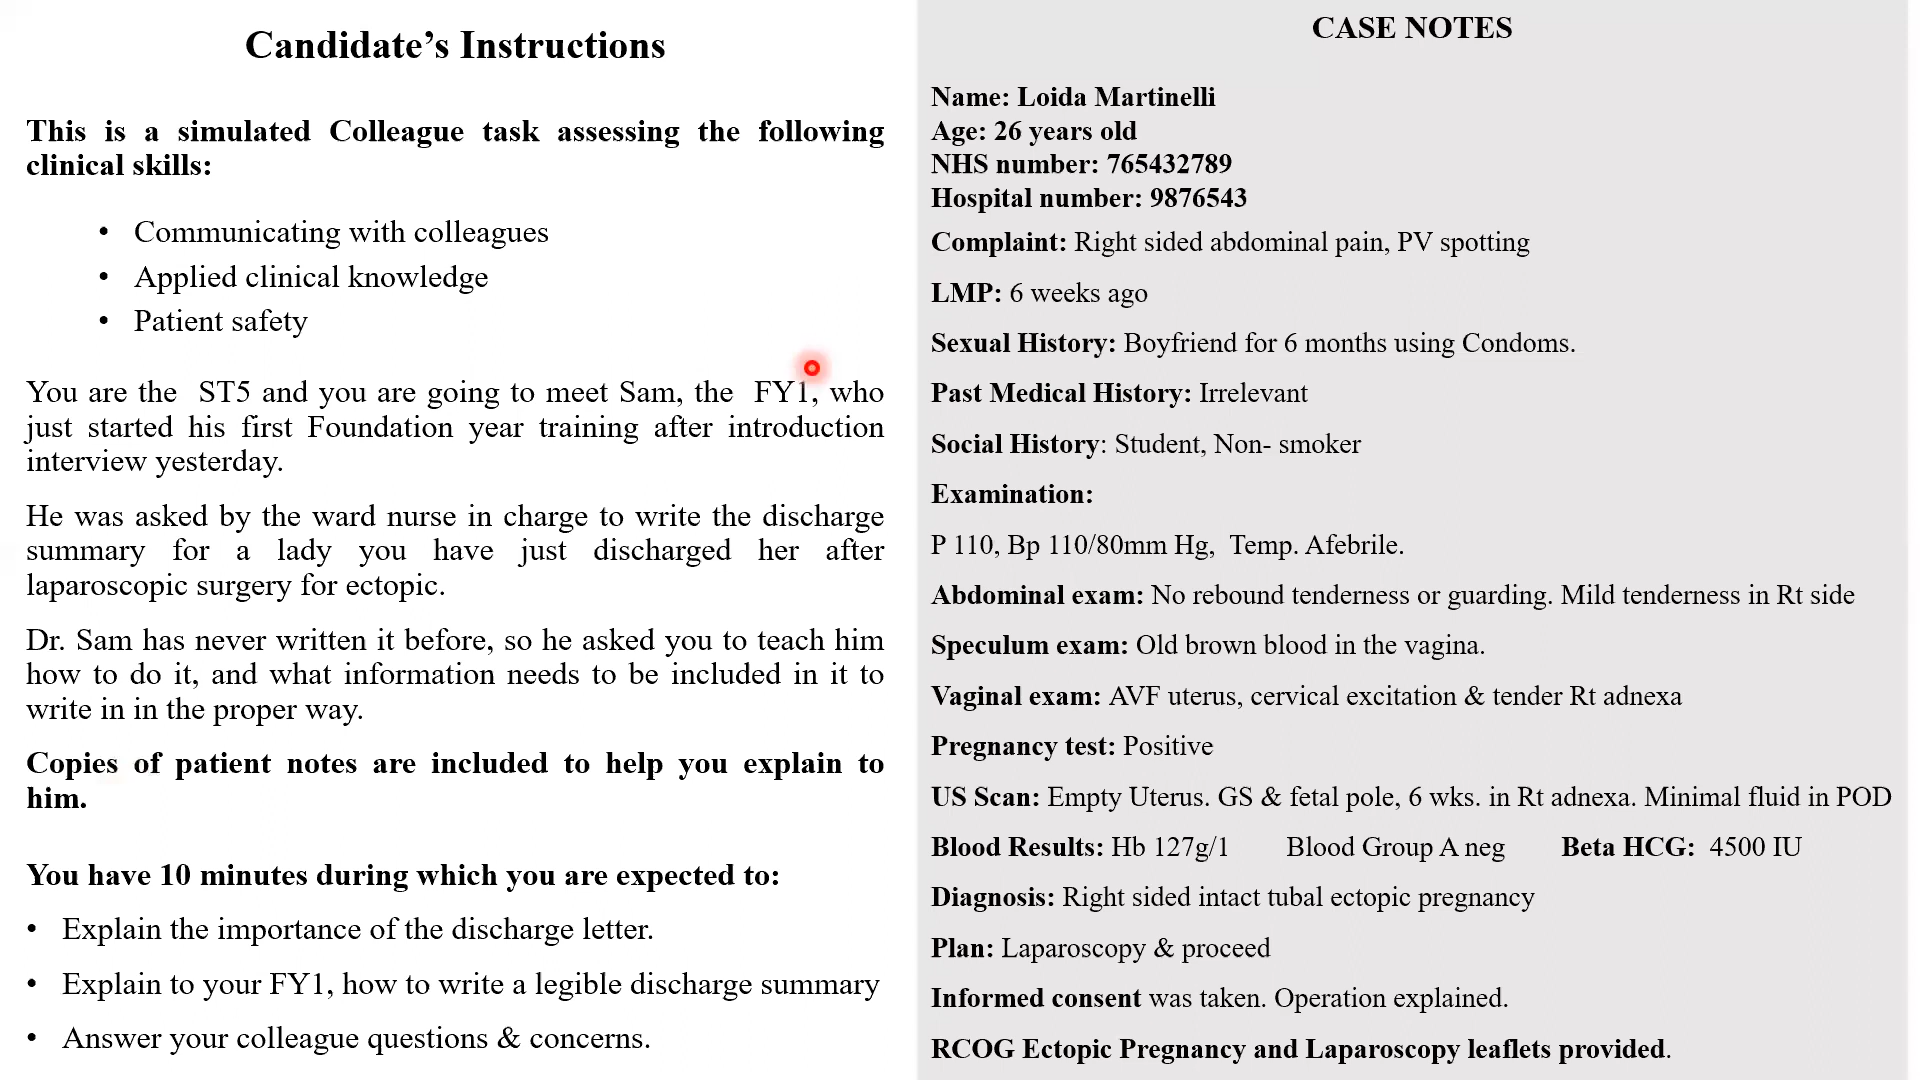 Candidate's Instructions
This is a simulated Colleague task assessing the following
clinical skills:
• Communicating with colleagues
• Applied clinical knowledge
• Patient safety
You are the ST5 and you are going to meet Sam, the FY1, who
just started his first Foundation year training after introduction
interview yesterday.
He was asked by the ward nurse in charge to write the discharge
summary for a lady you have just discharged her after
laparoscopic surgery for ectopic.
Dr. Sam has never written it before, so he asked you to teach him
how to do it, and what information needs to be included in it to
write in in the proper way.
Copies of patient notes are included to help you explain to
him.
You have 10 minutes during which you are expected to:
• Explain the importance of the discharge letter.
• Explain to your FY1, how to write a legible discharge summary
• Answer your colleague questions & concerns.
CASE NOTES
Name: Loida Martinelli
Age: 26 years old
NHS number: 765432789
Hospital number: 9876543
Complaint: Right sided abdominal pain, PV spotting
LMP: 6 weeks ago
Sexual History: Boyfriend for 6 months using Condoms.
Past Medical History: Irrelevant
Social History: Student, Non- smoker
Examination:
P 110, Bp 110/80mm Hg, Temp. Afebrile.
Abdominal exam: No rebound tenderness or guarding. Mild tenderness in Rt side
Speculum exam: Old brown blood in the vagina.
Vaginal exam: AVF uterus, cervical excitation & tender Rt adnexa
Pregnancy test: Positive
US Scan: Empty Uterus. GS & fetal pole, 6 wks. in Rt adnexa. Minimal fluid in POD
Blood Results: Hb 127g/1 Blood Group A neg Beta HCG: 4500 IU
Diagnosis: Right sided intact tubal ectopic pregnancy
Plan: Laparoscopy & proceed
Informed consent was taken. Operation explained.
RCOG Ectopic Pregnancy and Laparoscopy leaflets provided.